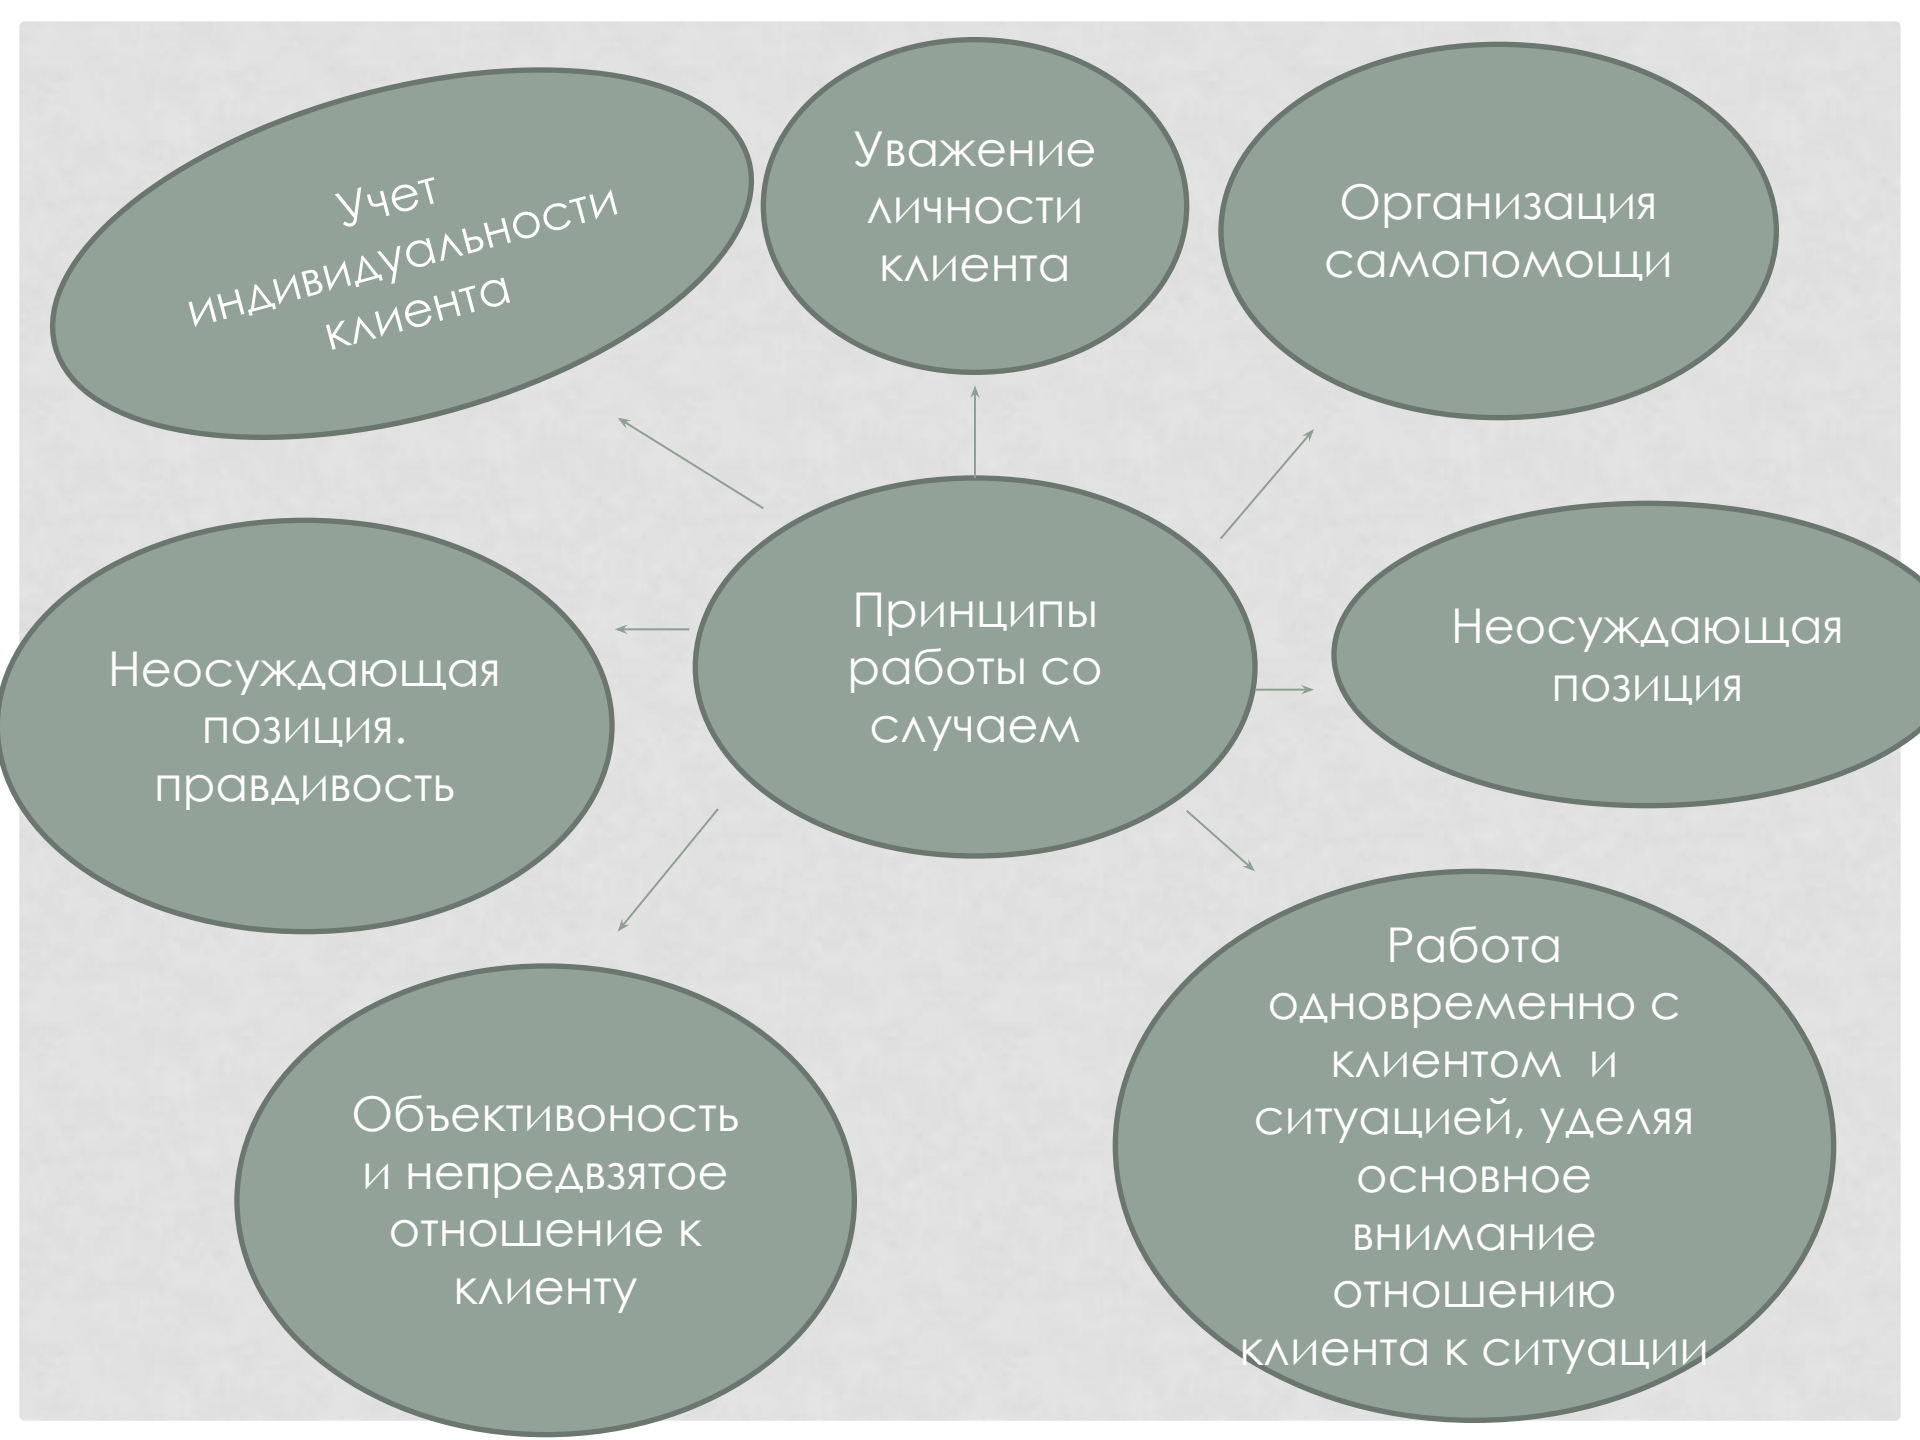 Учет
индивидуальности
клиента
Уважение
личности
клиента
Организация
самопомощи
Неосуждающая
позиция.
правдивость
Принципы
работы со
случаем
Неосуждающая
позиция
Объективоность
и непредвзятое
отношение к
клиенту
Работа
одновременно с
клиентом и
ситуацией, уделяя
основное
внимание
отношению
клиента к ситуации